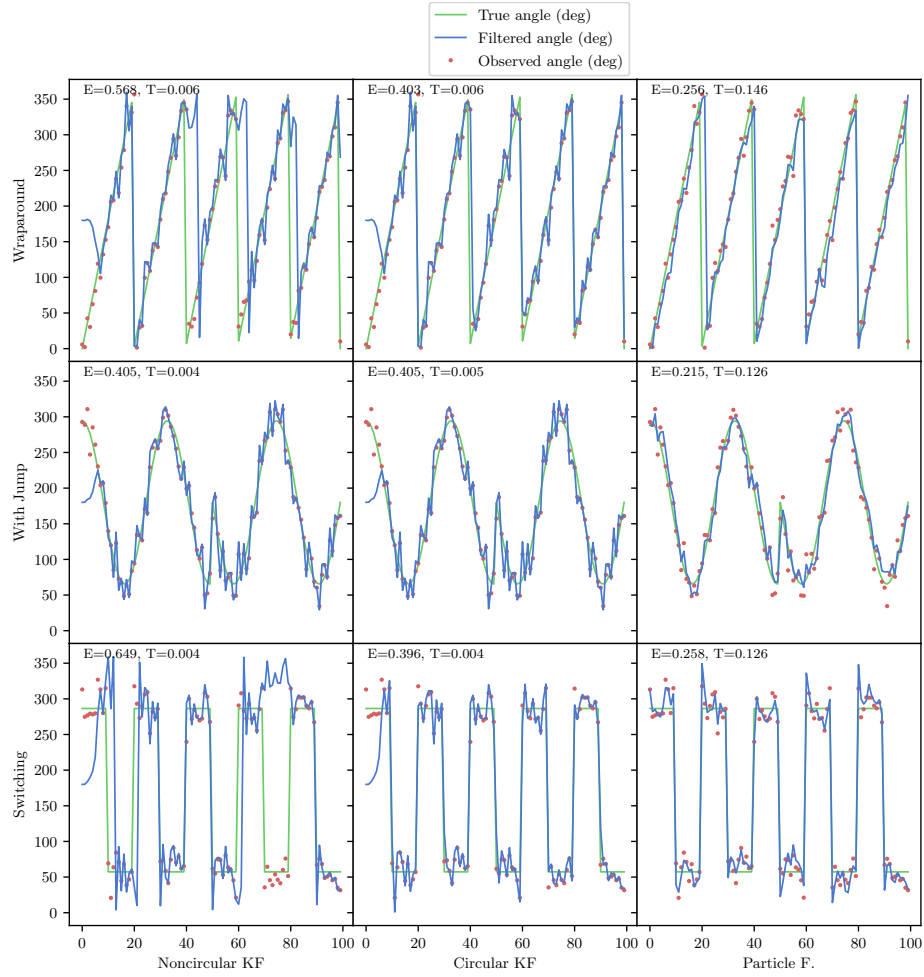 True angle (deg)
Filtered angle (deg)
Observed angle (deg)
E=0.568, T=0.006
E=0.403, T=0.006
E=0.256, T=0.146
350
300
250
200
150
100
50
0
Wraparound
E=0.405, T=0.004
E=0.405, T=0.005
E=0.215, T=0.126
350
300
250
200
150
100
50
0
With Jump
E=0.649, T=0.004
E=0.396, T=0.004
E=0.258, T=0.126
350
300
250
200
150
100
50
0
Switching
0 20 40 60 80 100
0 20 40 60 80 100
0 20 40 60 80 100
Noncircular KF
Circular KF
Particle F.